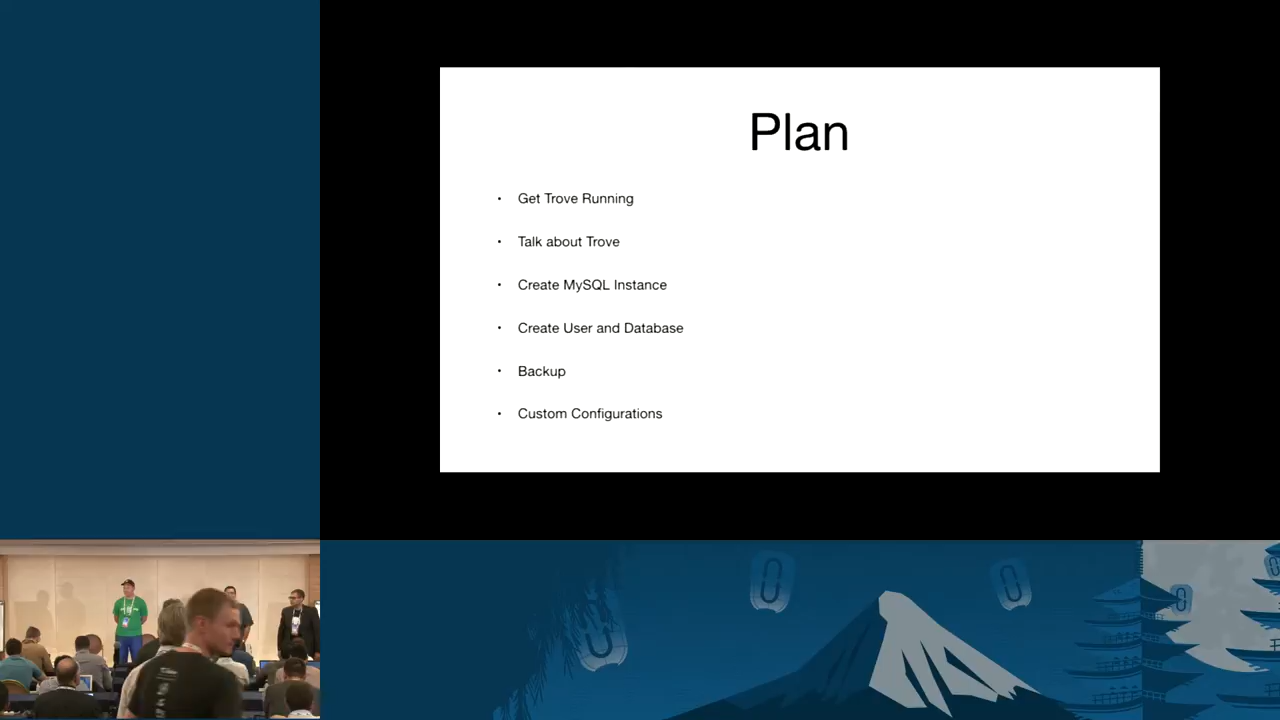 Plan
• Get Trove Running
• Talk about Trove
• Create MySQL Instance
• Create User and Database
• Backup
• Custom Configurations